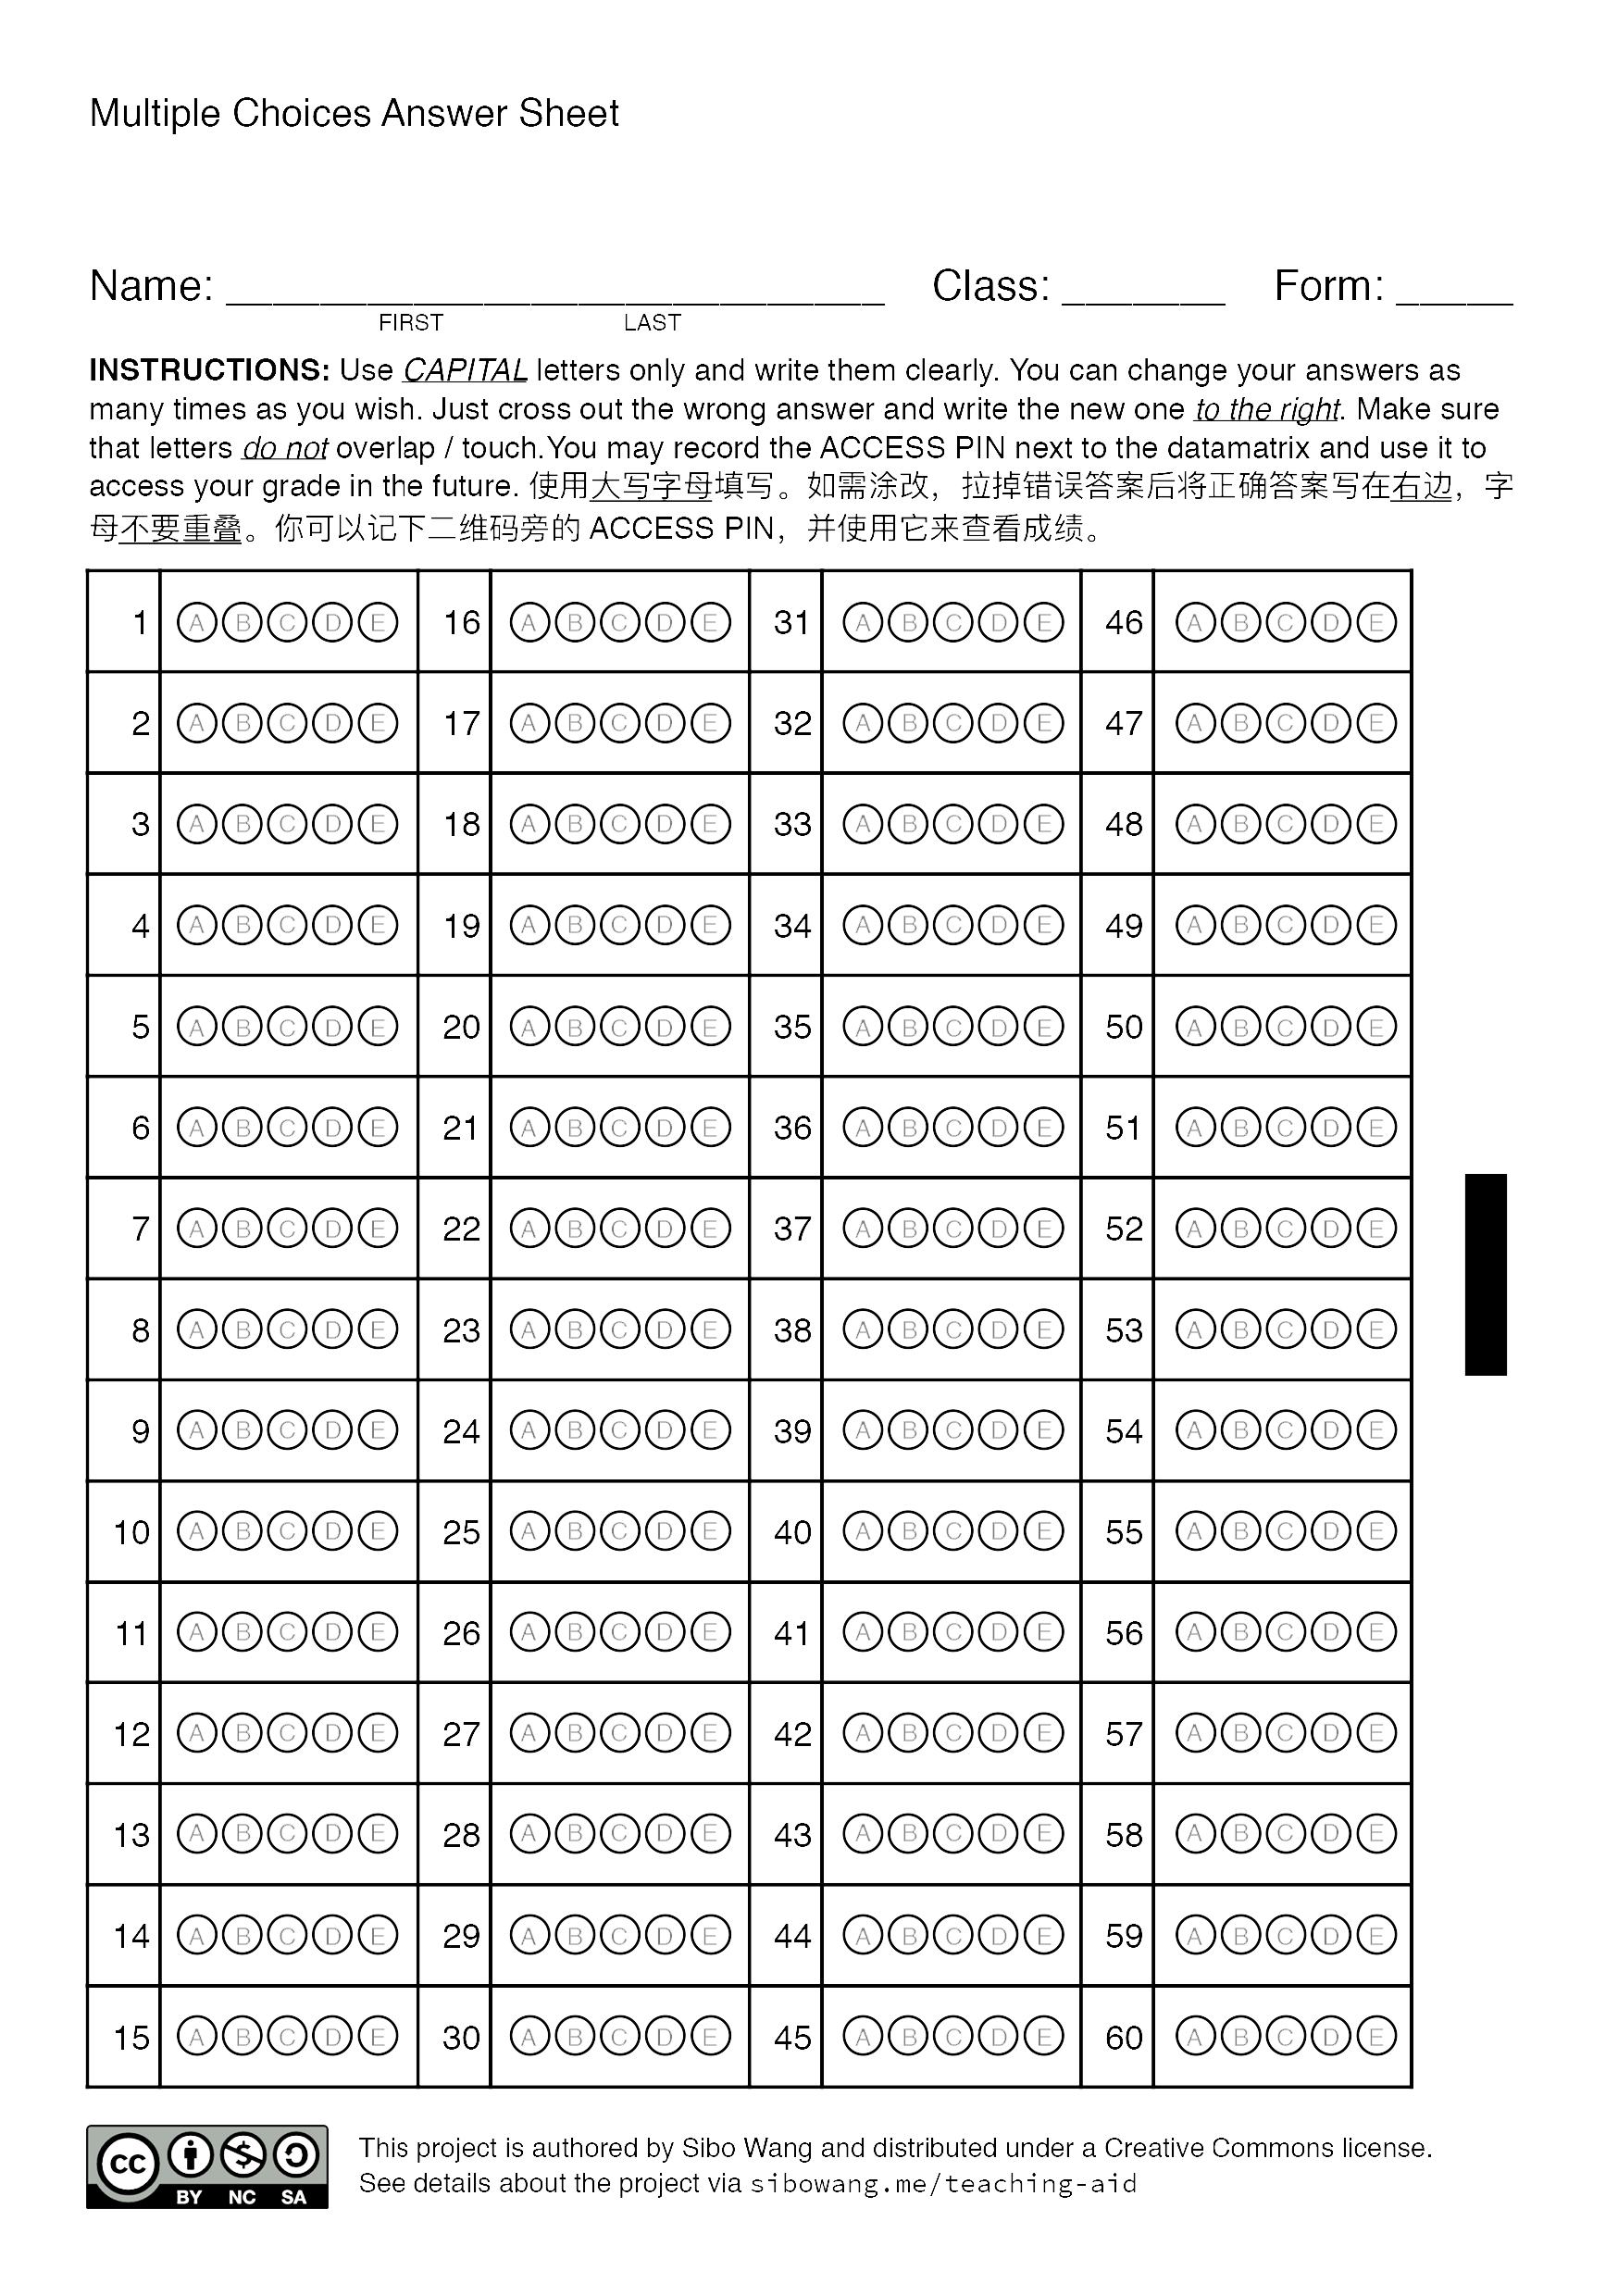 Multiple Choices Answer Sheet
Name: ____________________________ Class: _______ Form: _____
FIRST LAST
INSTRUCTIONS: Use CAPITAL letters only and write them clearly. You can change your answers as
many times as you wish. Just cross out the wrong answer and write the new one to the right. Make sure
that letters do not overlap / touch.You may record the ACCESS PIN next to the datamatrix and use it to
access your grade in the future. 使用大写字母填写。如需涂改，拉掉错误答案后将正确答案写在右边，字
母不要重叠。你可以记下二维码旁的 ACCESS PIN，并使用它来查看成绩。
1 A B C D E 16 A B C D E 31 A B C D E 46 A B C D E
2 A B C D E 17 A B C D E 32 A B C D E 47 A B C D E
3 A B C D E 18 A B C D E 33 A B C D E 48 A B C D E
4 A B C D E 19 A B C D E 34 A B C D E 49 A B C D E
5 A B C D E 20 A B C D E 35 A B C D E 50 A B C D E
6 A B C D E 21 A B C D E 36 A B C D E 51 A B C D E
7 A B C D E 22 A B C D E 37 A B C D E 52 A B C D E
8 A B C D E 23 A B C D E 38 A B C D E 53 A B C D E
9 A B C D E 24 A B C D E 39 A B C D E 54 A B C D E
10 A B C D E 25 A B C D E 40 A B C D E 55 A B C D E
11 A B C D E 26 A B C D E 41 A B C D E 56 A B C D E
12 A B C D E 27 A B C D E 42 A B C D E 57 A B C D E
13 A B C D E 28 A B C D E 43 A B C D E 58 A B C D E
14 A B C D E 29 A B C D E 44 A B C D E 59 A B C D E
15 A B C D E 30 A B C D E 45 A B C D E 60 A B C D E
cc BY NC SA
This project is authored by Sibo Wang and distributed under a Creative Commons license.
See details about the project via sibowang.me/teaching-aid